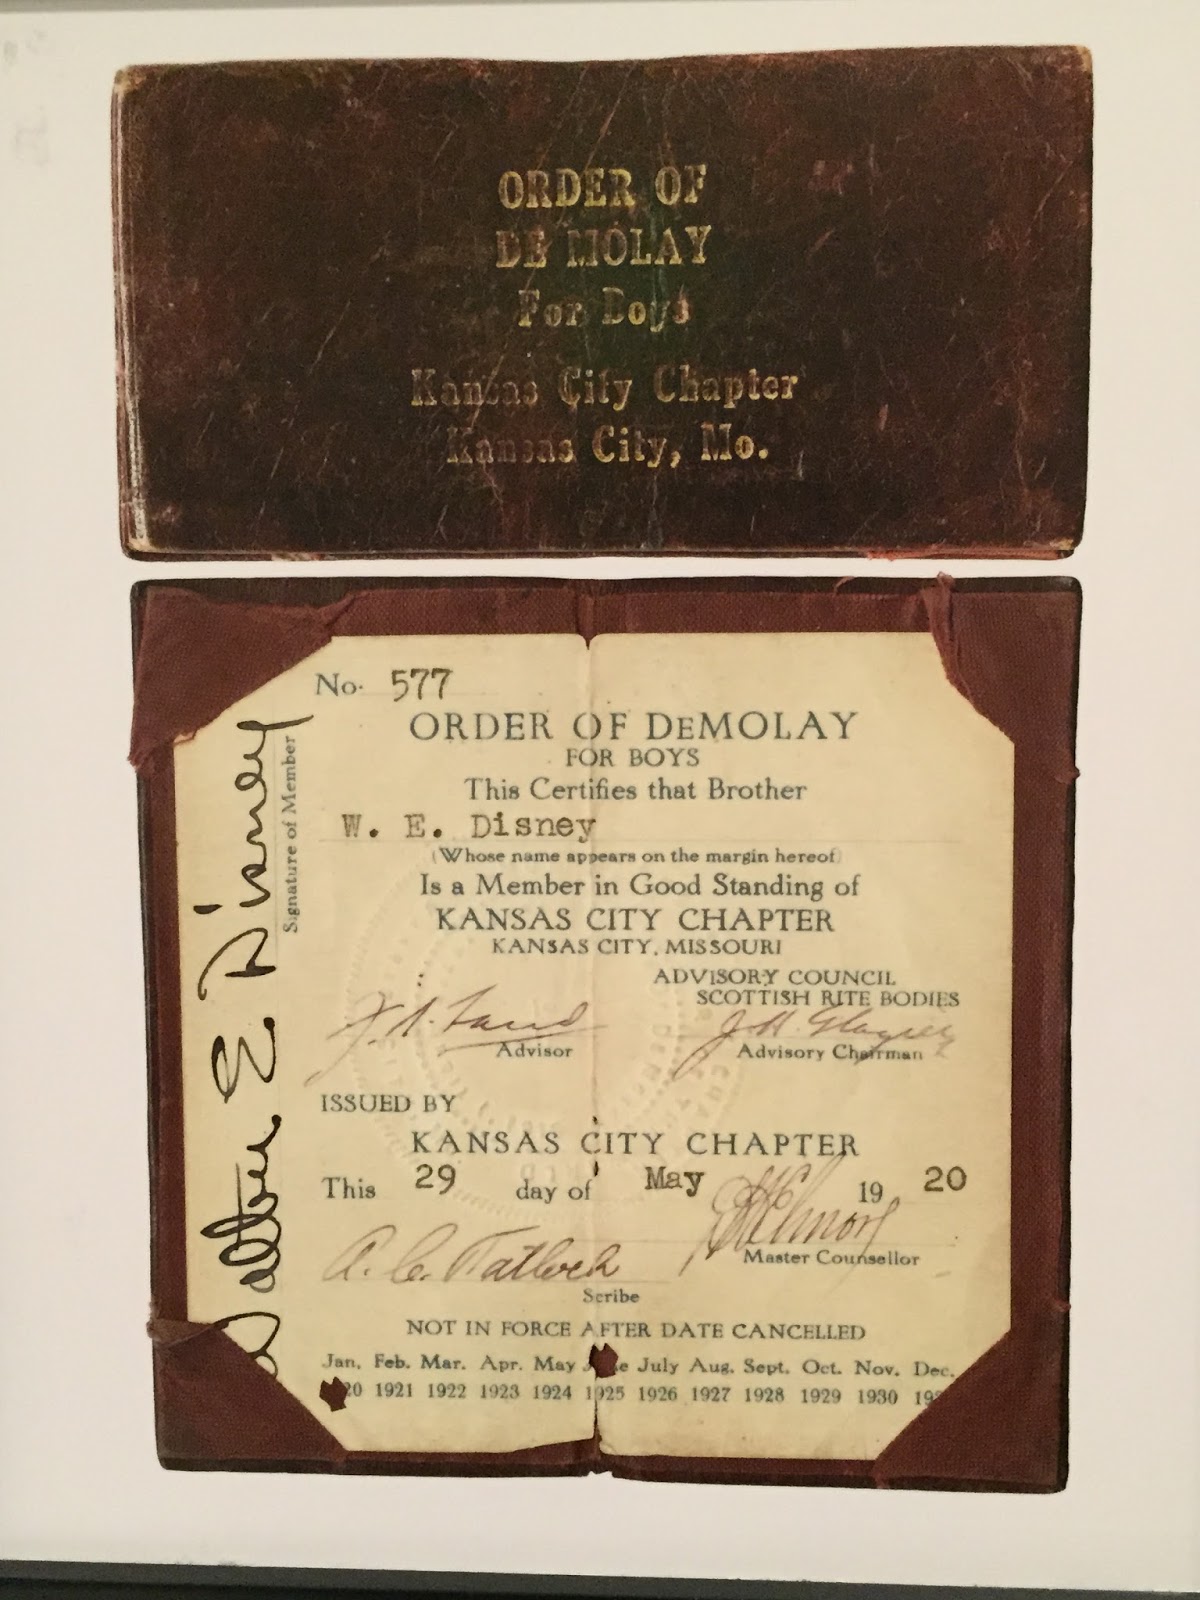 ORDER OF
DE MOLAY
For Boys
Kansas City Chapter
Kansas City, Mo.
No. 577
ORDER OF DeMOLAY
FOR BOYS
This Certifies that Brother
W. E. Disney
(Whose name appears on the margin hereof)
Is a Member in Good Standing of
KANSAS CITY CHAPTER
KANSAS CITY, MISSOURI
ADVISORY COUNCIL
SCOTTISH RITE BODIES
Advisor
Advisory Chairman
ISSUED BY
KANSAS CITY CHAPTER
This 29 day of May 19 20
Master Counsellor
A. C. Tatlock
Scribe
NOT IN FORCE AFTER DATE CANCELLED
Jan. Feb. Mar. Apr. May July Aug. Sept. Oct. Nov. Dec.
20 1921 1922 1923 1924 1925 1926 1927 1928 1929 1930
Walter E Disney
Signature of Member